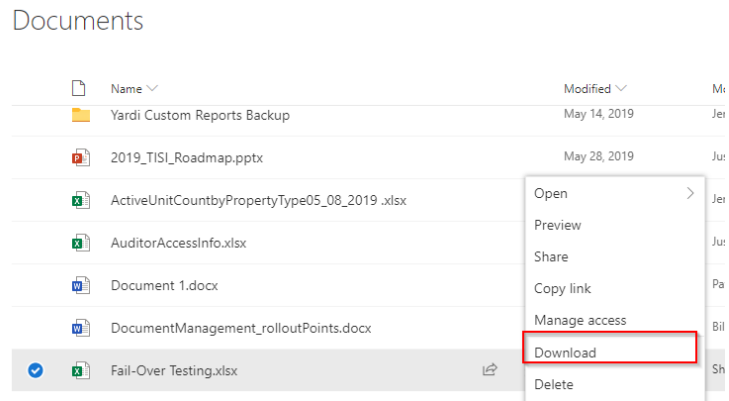 Documents
Name Modified
Yardi Custom Reports Backup May 14, 2019
2019_TISI_Roadmap.pptx May 28, 2019
ActiveUnitCountbyPropertyType05_08_2019 .xlsx
AuditorAccessInfo.xlsx
Document 1.docx
DocumentManagement_rolloutPoints.docx
Fail-Over Testing.xlsx
Open
Preview
Share
Copy link
Manage access
Download
Delete